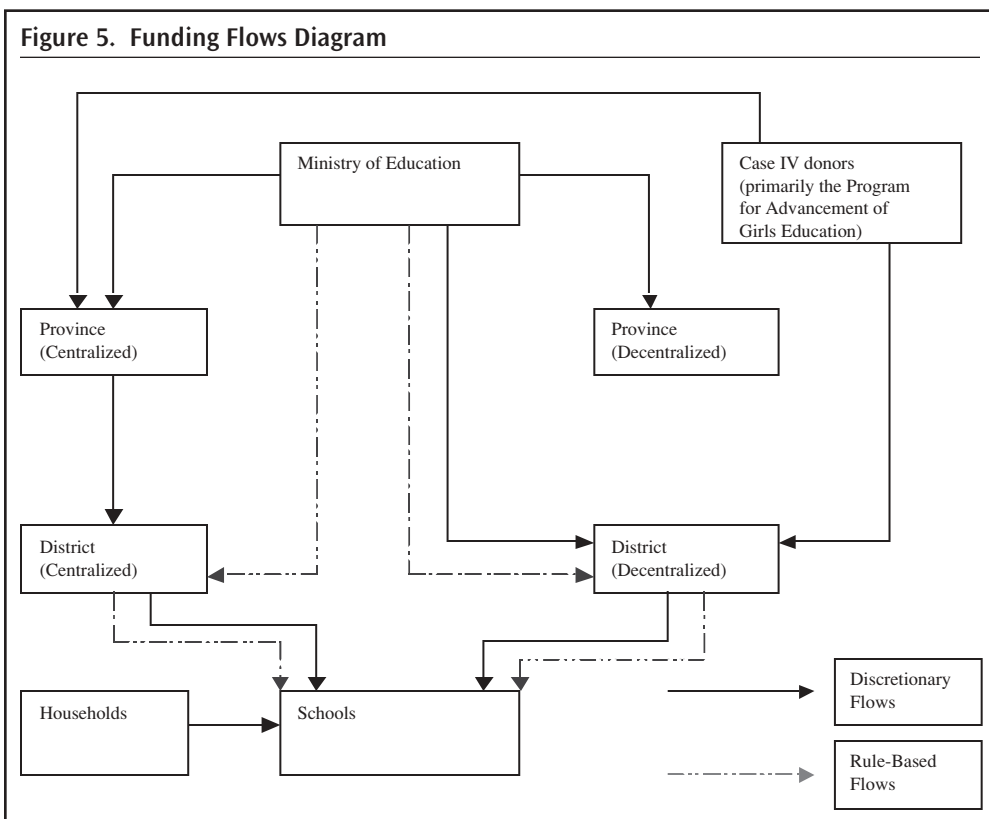 Figure 5. Funding Flows Diagram
Ministry of Education
Case IV donors
(primarily the Program
for Advancement of
Girls Education)
Province
(Centralized)
Province
(Decentralized)
District
(Centralized)
District
(Decentralized)
Households
Schools
Discretionary
Flows
Rule-Based
Flows